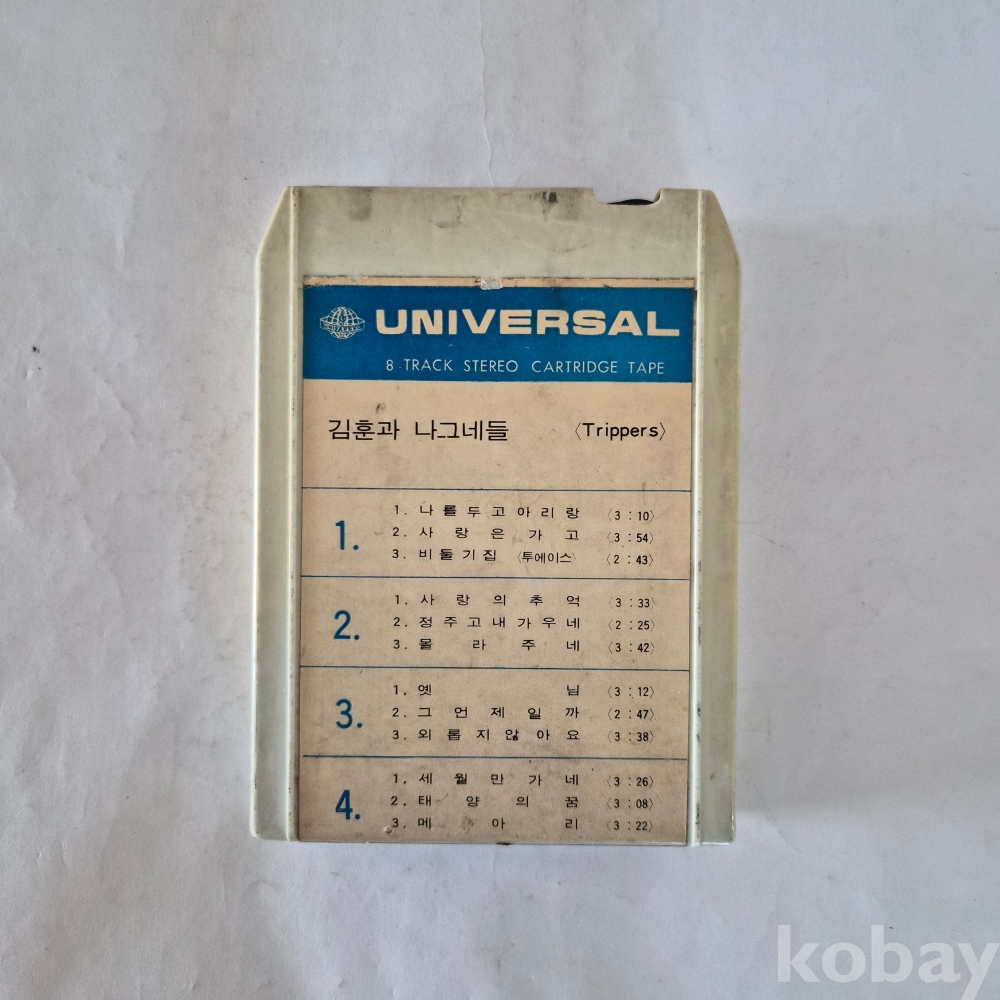 UNIVERSAL
8 TRACK STEREO CARTRIDGE TAPE
김훈과 나그네들 〈Trippers〉
1.
1. 나를두고아리랑 〈3 : 10〉
2. 사랑은가고 〈3 : 54〉
3. 비둘기집 〈투에이스〉 〈2 : 43〉
2.
1. 사랑의추억 〈3 : 33〉
2. 정주고내가우네 〈2 : 25〉
3. 몰라주네 〈3 : 42〉
3.
1. 옛님 〈3 : 12〉
2. 그언제일까 〈2 : 47〉
3. 외롭지않아요 〈3 : 38〉
4.
1. 세월만가네 〈3 : 26〉
2. 태양의꿈 〈3 : 08〉
3. 메아리 〈3 : 22〉
kobay